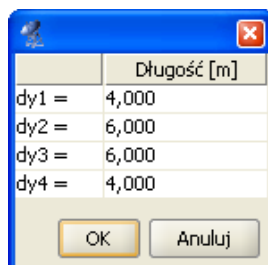 Długość [m]
dy1 = 4,000
dy2 = 6,000
dy3 = 6,000
dy4 = 4,000
OK Anuluj